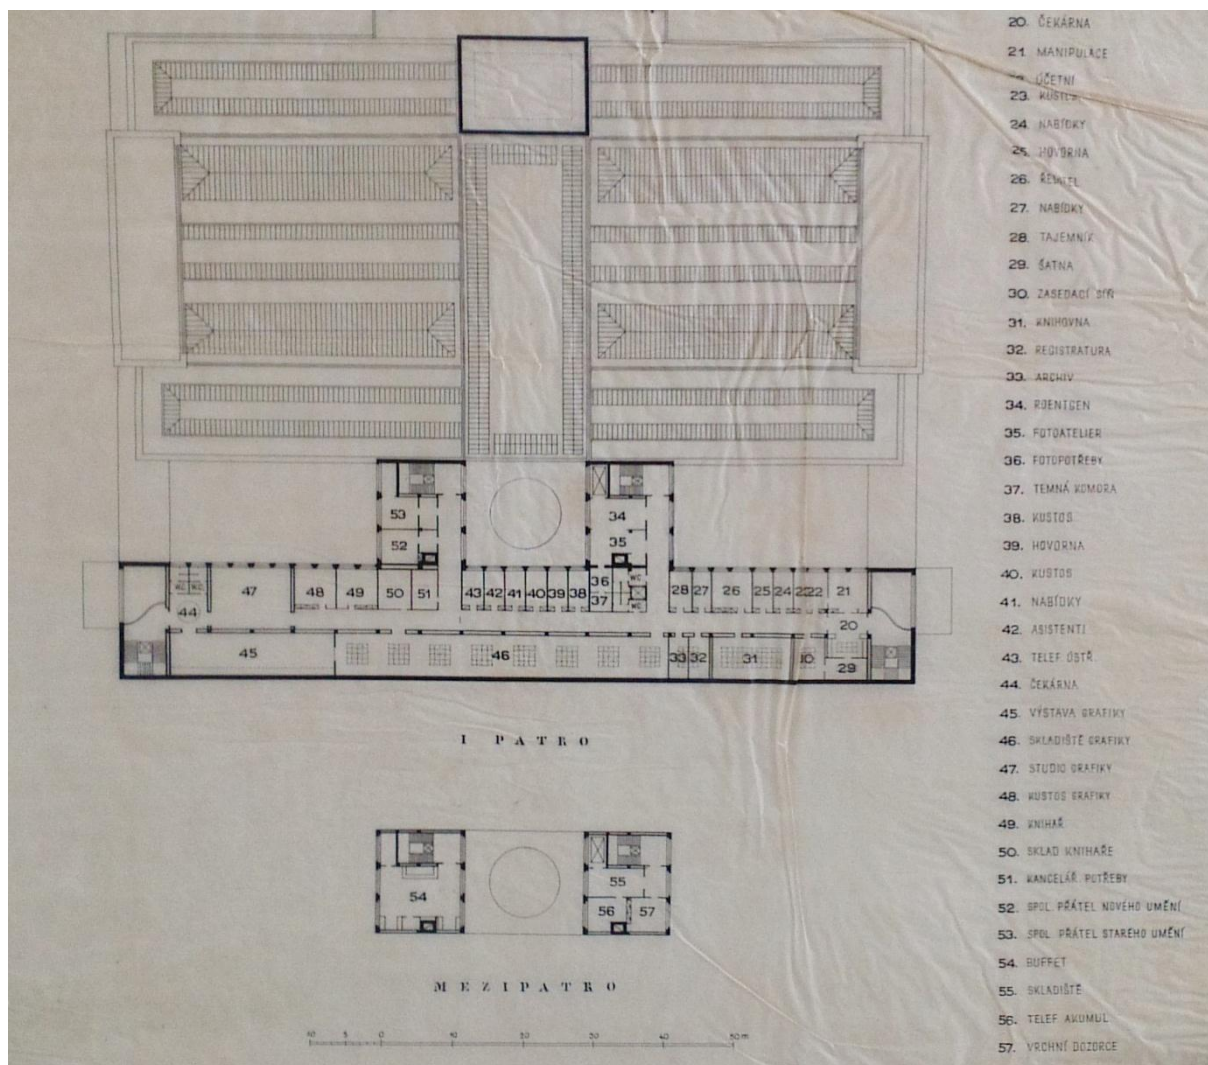 20. ČEKÁRNA
21. MANIPULACE
ÚČETNÍ
23. KUSTOS
24. NABÍDKY
25. HOVORNA
26. ŘEDITEL
27. NABÍDKY
28. TAJEMNÍK
29. ŠATNA
30. ZASEDACÍ SÍŇ
31. KNIHOVNA
32. REGISTRATURA
33. ARCHIV
34. ROENTGEN
35. FOTOATELIER
36. FOTOPOTŘEBY
37. TEMNÁ KOMORA
38. KUSTOS
39. HOVORNA
40. KUSTOS
41. NABÍDKY
42. ASISTENTI
43. TELEF. ÚSTŘ.
44. ČEKÁRNA
45. VÝSTAVA GRAFIKY
46. SKLADIŠTĚ GRAFIKY
47. STUDIO GRAFIKY
48. KUSTOS GRAFIKY
49. KNIHAŘ
50. SKLAD KNIHAŘE
51. KANCELÁŘ. POTŘEBY
52. SPOL. PŘÁTEL NOVÉHO UMĚNÍ
53. SPOL. PŘÁTEL STARÉHO UMĚNÍ
54. BUFFET
55. SKLADIŠTĚ
56. TELEF. AKUMUL.
57. VRCHNÍ DOZORCE
53
52
34
35
WC WC
44
47
48
49
50
51
43 42 41 40 39 38
36
37
WC
WC
28 27 26 25 24 23 22 21
20
45
46
33 32 31
29
I PATRO
54
55
56
57
MEZIPATRO
10 5 0 10 20 30 40 50 m